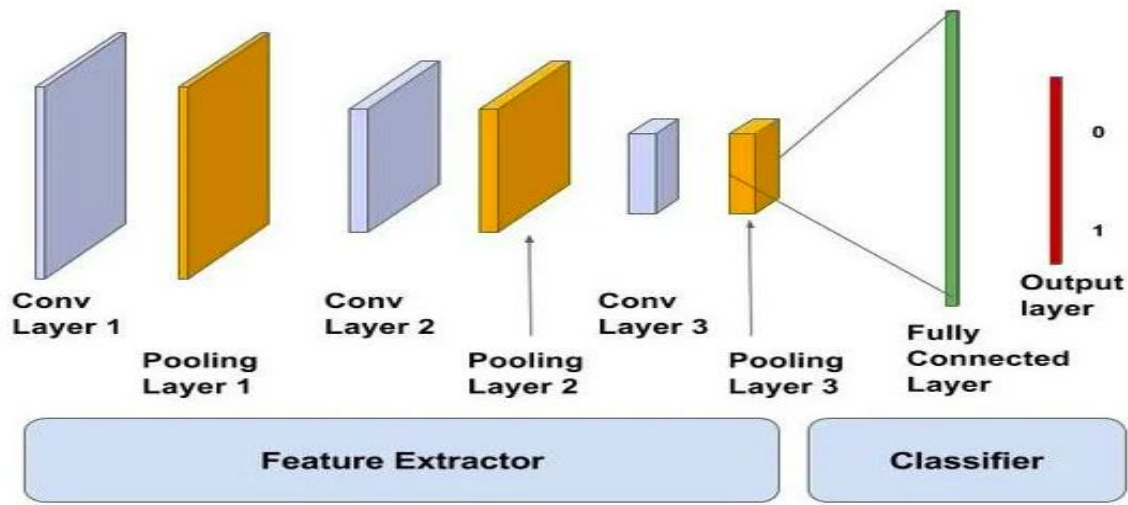 0
1
Output
layer
Conv
Layer 1
Conv
Layer 2
Conv
Layer 3
Fully
Connected
Layer
Pooling
Layer 1
Pooling
Layer 2
Pooling
Layer 3
Feature Extractor
Classifier